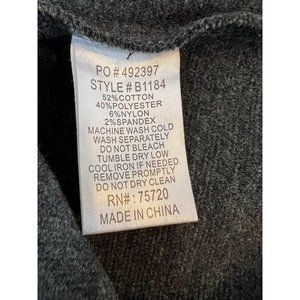 PO # 492397
STYLE # B1184
52%COTTON
40%POLYESTER
6%NYLON
2%SPANDEX
MACHINE WASH COLD
WASH SEPARATELY
DO NOT BLEACH
TUMBLE DRY LOW
COOL IRON IF NEEDED
REMOVE PROMPTLY
DO NOT DRY CLEAN
RN#: 75720
MADE IN CHINA